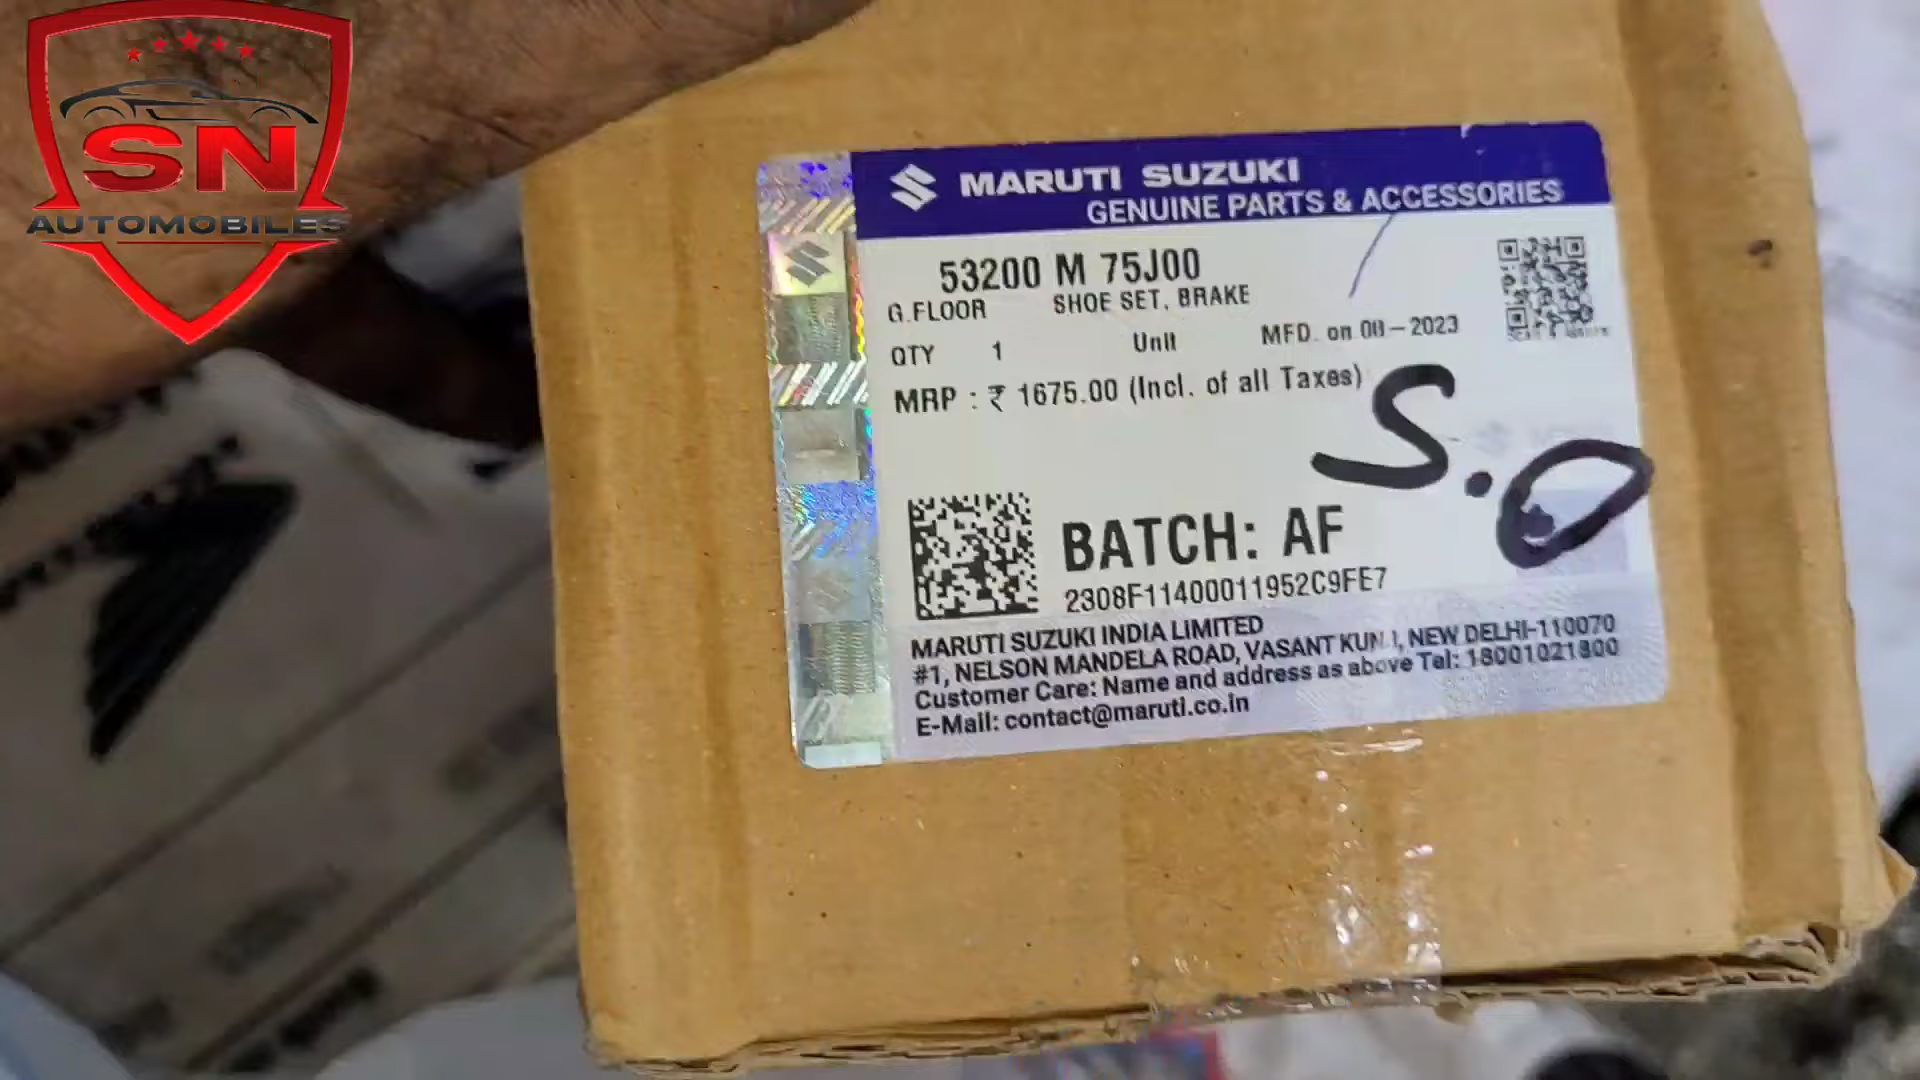 SN
AUTOMOBILES
MARUTI SUZUKI
GENUINE PARTS & ACCESSORIES
53200 M 75J00
G.FLOOR SHOE SET, BRAKE
QTY 1 Unit MFD. on 08-2023
MRP : ₹ 1675.00 (Incl. of all Taxes)
S.O
BATCH: AF
2308F11400011952C9FE7
MARUTI SUZUKI INDIA LIMITED
#1, NELSON MANDELA ROAD, VASANT KUNJ, NEW DELHI-110070
Customer Care: Name and address as above Tel: 18001021800
E-Mail: contact@maruti.co.in